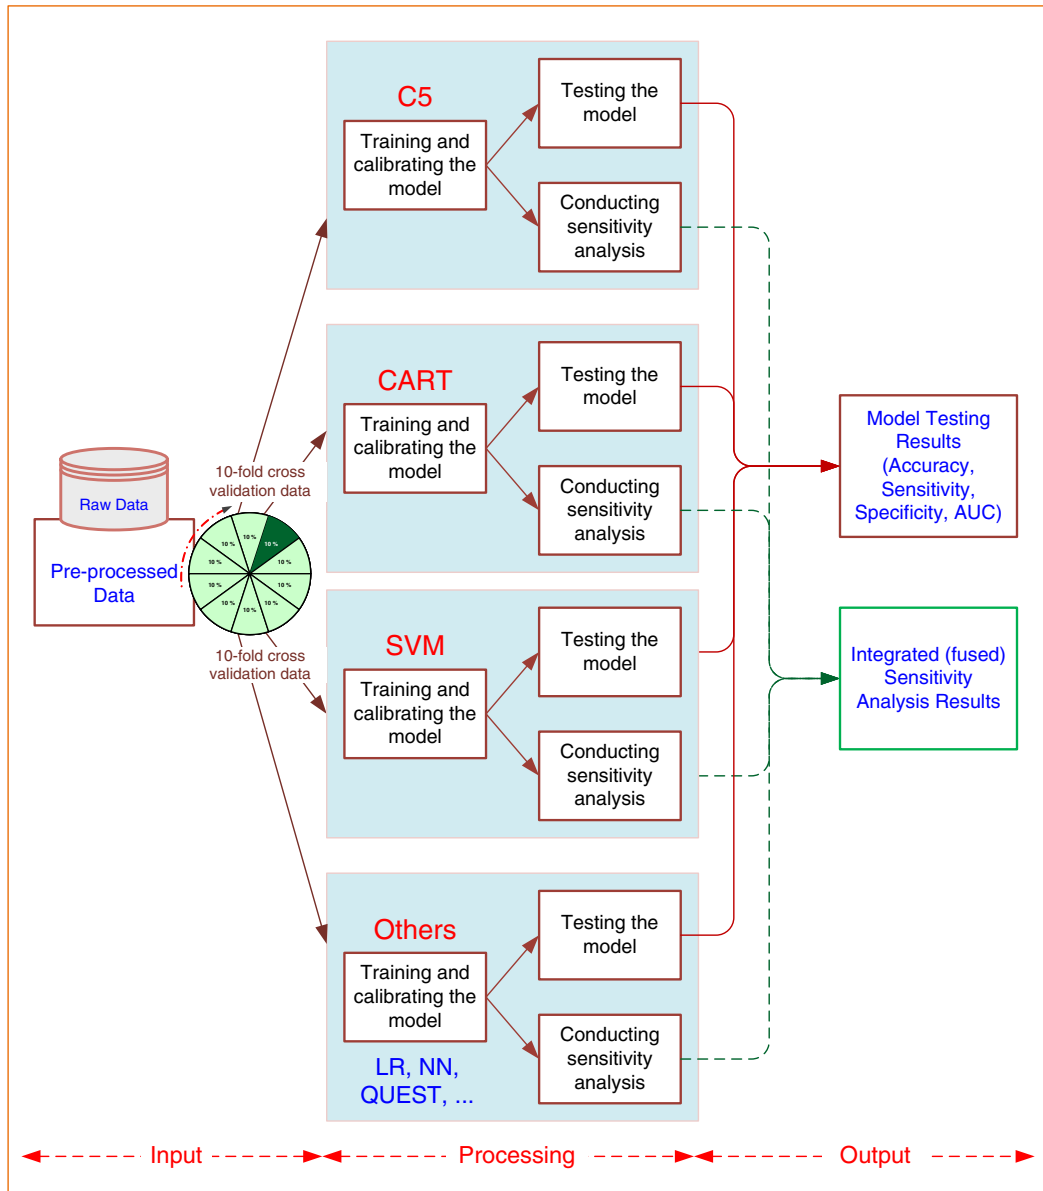 C5
Training and
calibrating the
model
Testing the
model
Conducting
sensitivity
analysis
CART
Training and
calibrating the
model
Testing the
model
Conducting
sensitivity
analysis
Raw Data
Pre-processed
Data
10-fold cross
validation data
10 %
10 %
10 %
10 %
10 %
10 %
10 %
10 %
10 %
10 %
10-fold cross
validation data
SVM
Training and
calibrating the
model
Testing the
model
Conducting
sensitivity
analysis
Others
Training and
calibrating the
model
LR, NN,
QUEST, ...
Testing the
model
Conducting
sensitivity
analysis
Model Testing
Results
(Accuracy,
Sensitivity,
Specificity, AUC)
Integrated (fused)
Sensitivity
Analysis Results
Input
Processing
Output